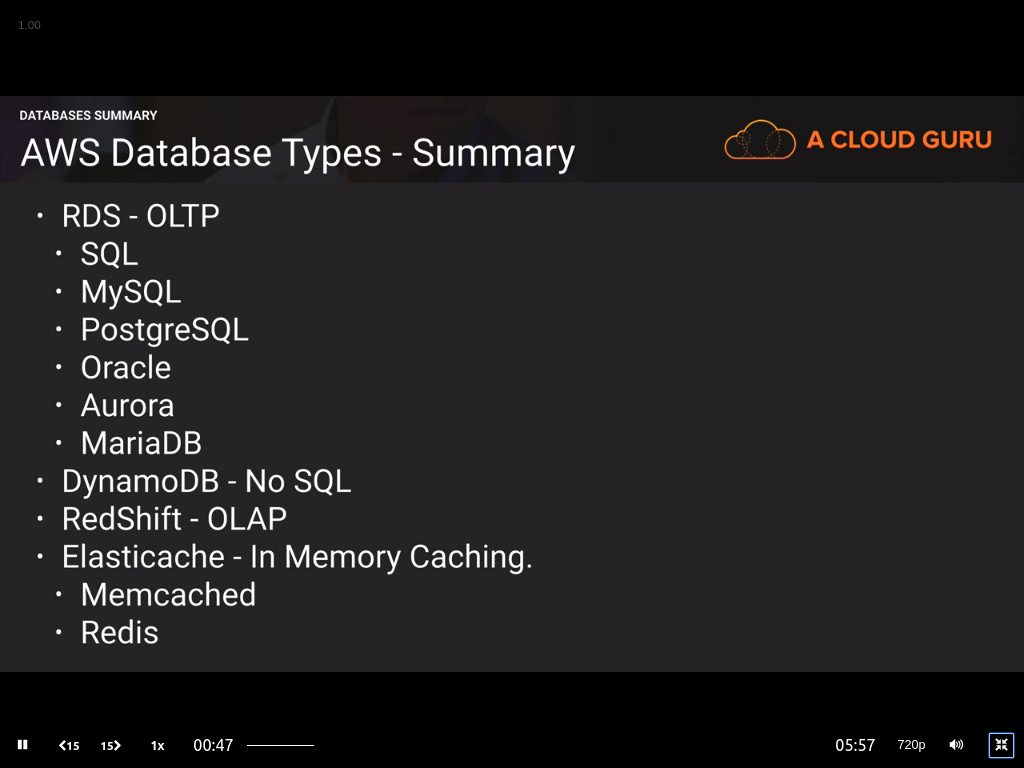 1.00
DATABASES SUMMARY
AWS Database Types - Summary
A CLOUD GURU
• RDS - OLTP
• SQL
• MySQL
• PostgreSQL
• Oracle
• Aurora
• MariaDB
• DynamoDB - No SQL
• RedShift - OLAP
• Elasticache - In Memory Caching.
• Memcached
• Redis
15 15 1x 00:47 05:57 720p